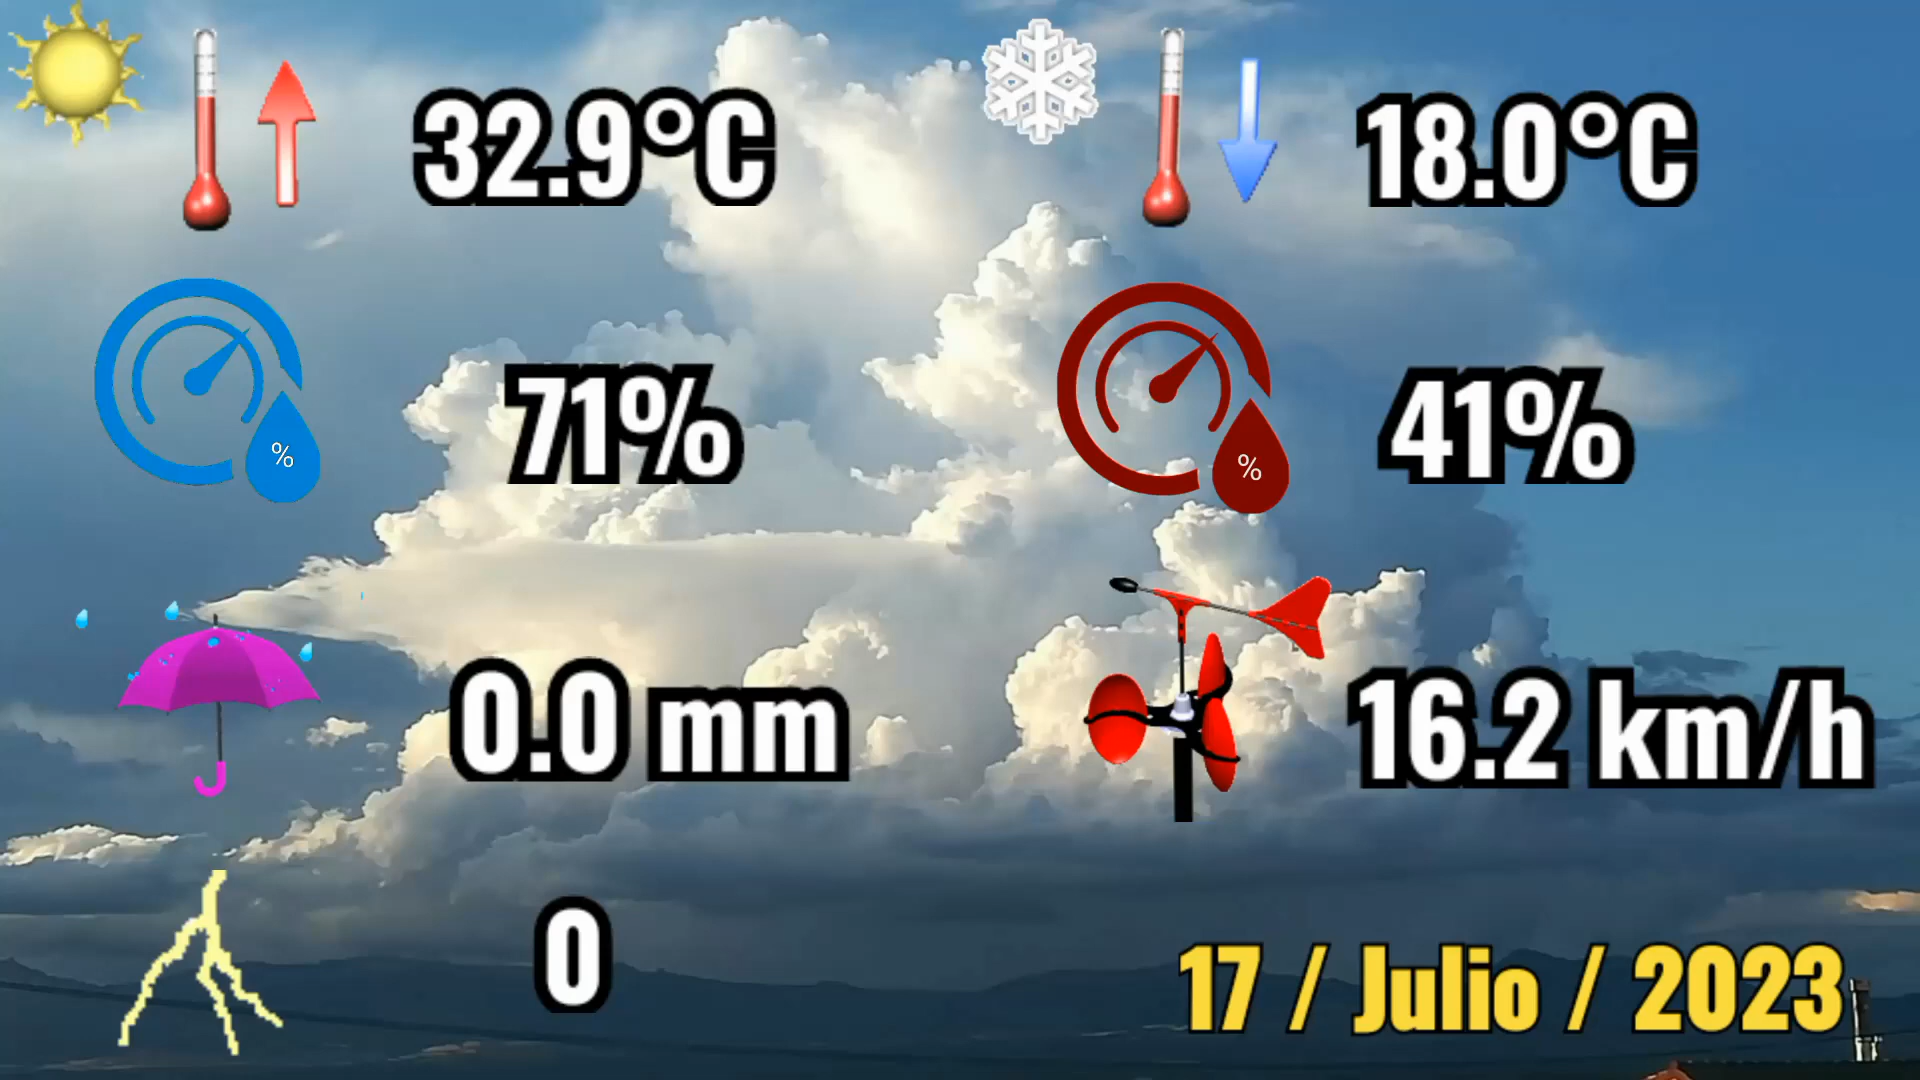 32.9°C
18.0°C
%
71%
%
41%
0.0 mm
16.2 km/h
0
17 / Julio / 2023